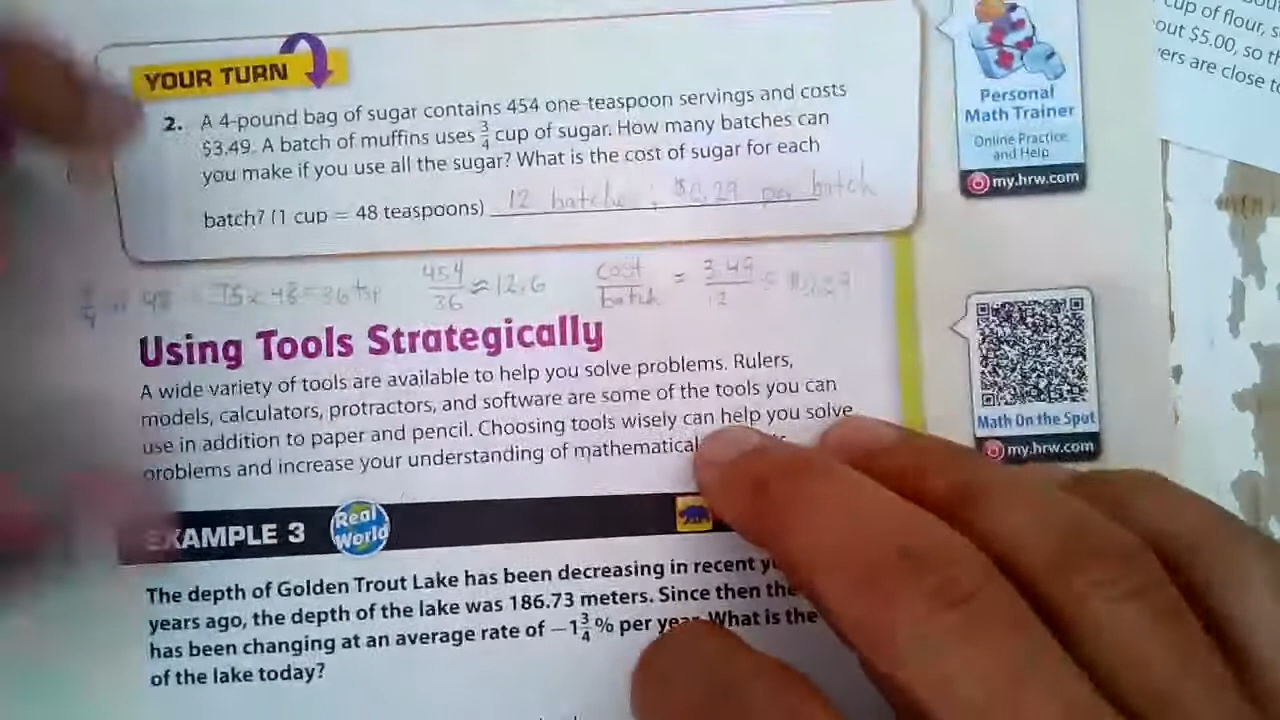 YOUR TURN
2. A 4-pound bag of sugar contains 454 one-teaspoon servings and costs
$3.49. A batch of muffins uses 3/4 cup of sugar. How many batches can
you make if you use all the sugar? What is the cost of sugar for each
batch? (1 cup = 48 teaspoons) 12 batches ; $0.29 per batch
48 = .75 x 48 = 36 tsp 454/36 ≈ 12.6 cost/batch = 3.49/12
Using Tools Strategically
A wide variety of tools are available to help you solve problems. Rulers,
models, calculators, protractors, and software are some of the tools you can
use in addition to paper and pencil. Choosing tools wisely can help you solve
problems and increase your understanding of mathematical
EXAMPLE 3
Real
World
The depth of Golden Trout Lake has been decreasing in recent
years ago, the depth of the lake was 186.73 meters. Since then the
has been changing at an average rate of −1 3/4 % per year. What is the
of the lake today?
Personal
Math Trainer
Online Practice
and Help
my.hrw.com
Math On the Spot
my.hrw.com
cup of flour,
out $5.00, so
ers are close